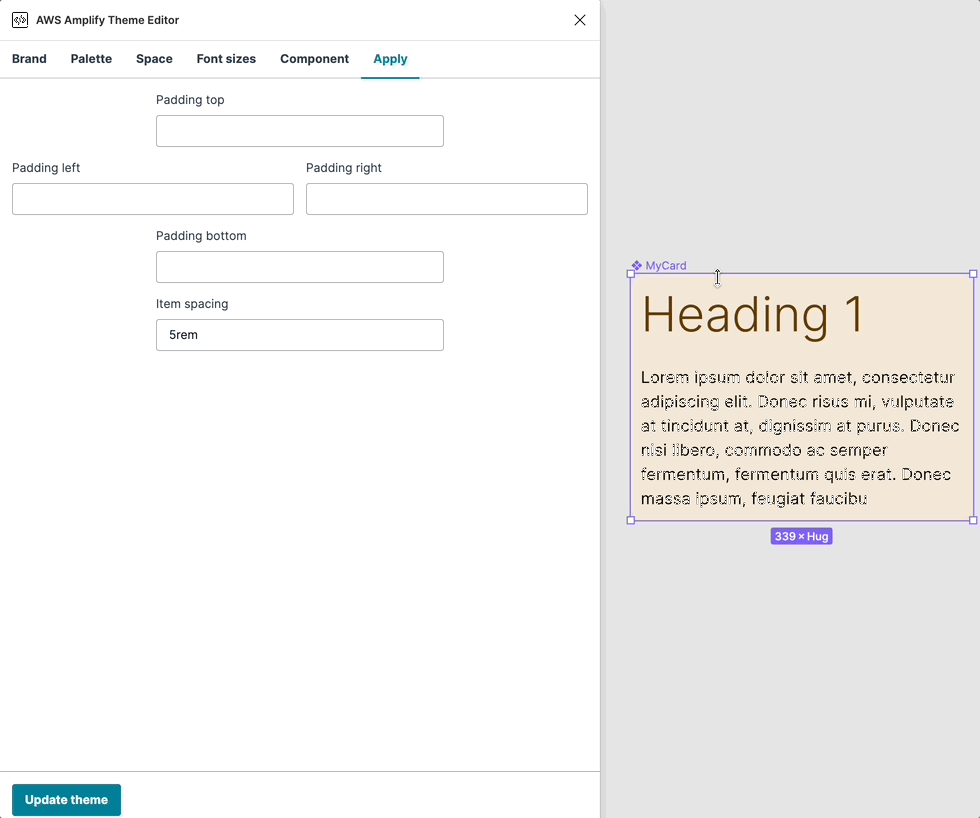 AWS Amplify Theme Editor
Brand Palette Space Font sizes Component Apply
Padding top
Padding left Padding right
Padding bottom
Item spacing
5rem
Update theme
MyCard
Heading 1
Lorem ipsum dolor sit amet, consectetur
adipiscing elit. Donec risus mi, vulputate
at tincidunt at, dignissim at purus. Donec
nisi libero, commodo ac semper
fermentum, fermentum quis erat. Donec
massa ipsum, feugiat faucibu
339 × Hug